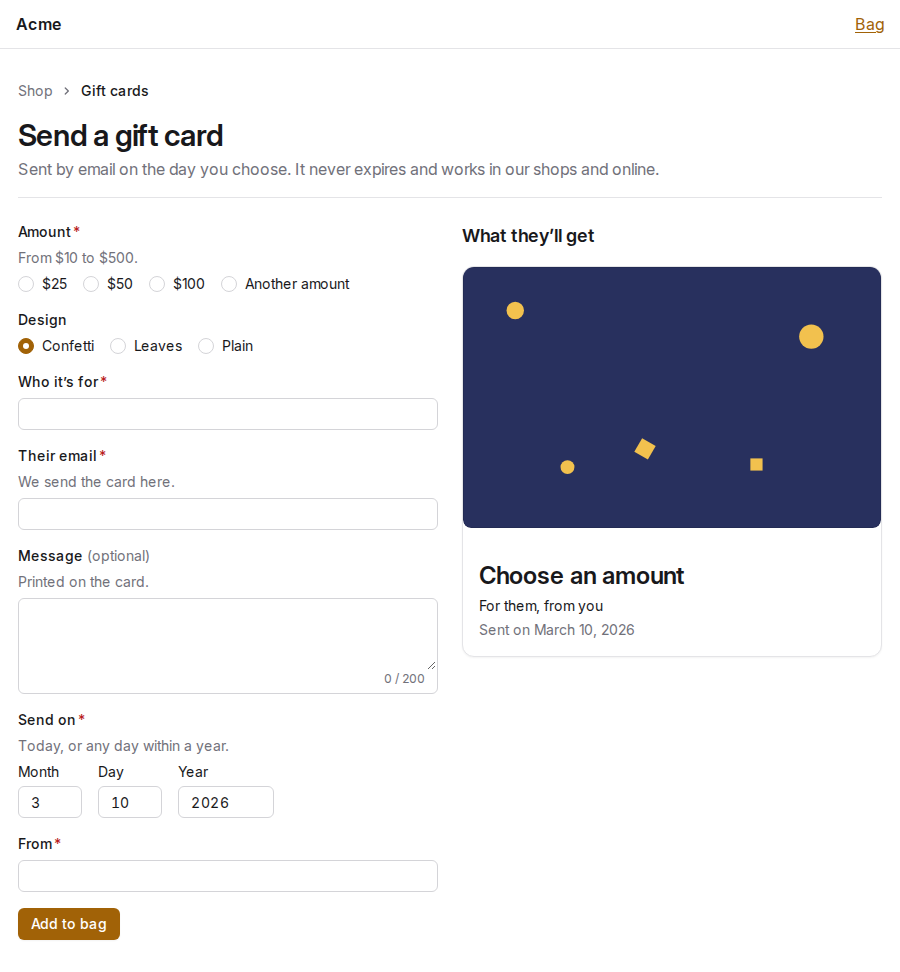 Acme
Bag
Shop > Gift cards
Send a gift card
Sent by email on the day you choose. It never expires and works in our shops and online.
Amount*
From $10 to $500.
$25 $50 $100 Another amount
Design
Confetti Leaves Plain
Who it’s for*
Their email*
We send the card here.
Message (optional)
Printed on the card.
0 / 200
Send on*
Today, or any day within a year.
Month Day Year
3 10 2026
From*
Add to bag
What they’ll get
Choose an amount
For them, from you
Sent on March 10, 2026